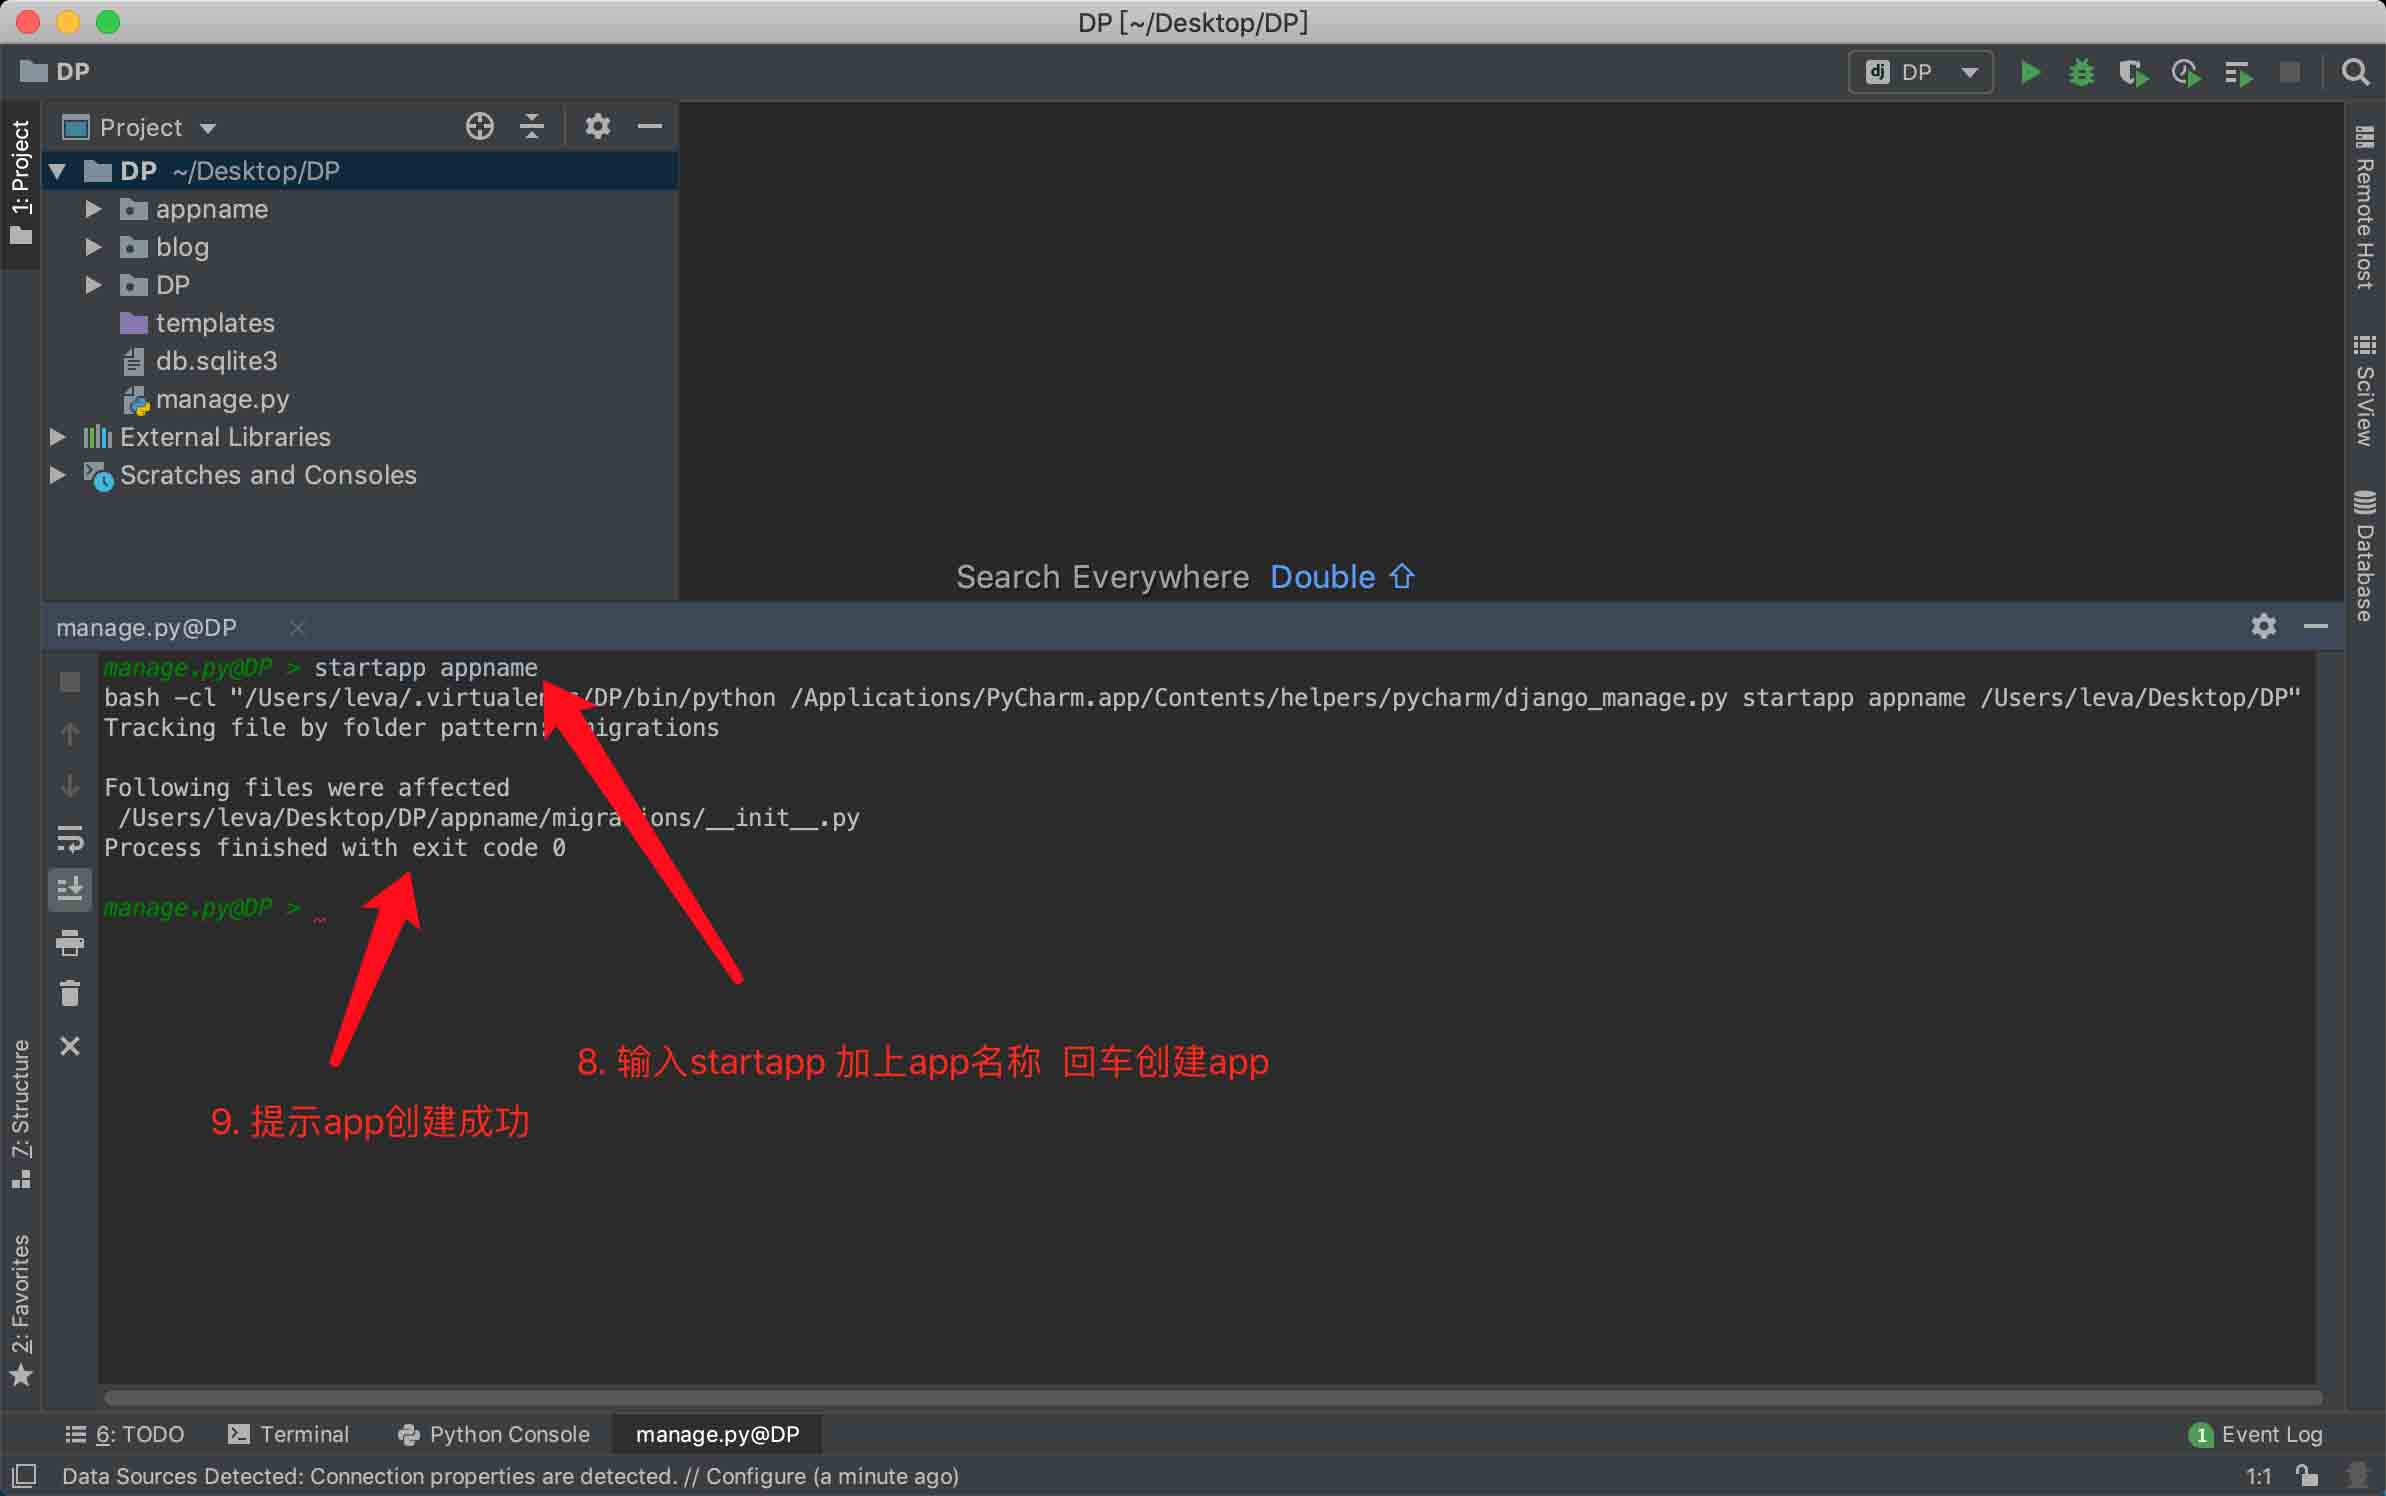 DP [~/Desktop/DP]
DP
dj DP
1: Project
Project
DP ~/Desktop/DP
appname
blog
DP
templates
db.sqlite3
manage.py
External Libraries
Scratches and Consoles
Search Everywhere Double ⇧
Remote Host
SciView
Database
manage.py@DP
manage.py@DP > startapp appname
bash -cl "/Users/leva/.virtualen /DP/bin/python /Applications/PyCharm.app/Contents/helpers/pycharm/django_manage.py startapp appname /Users/leva/Desktop/DP"
Tracking file by folder pattern: migrations
Following files were affected
/Users/leva/Desktop/DP/appname/migrations/__init__.py
Process finished with exit code 0
manage.py@DP >
8. 输入startapp 加上app名称 回车创建app
9. 提示app创建成功
7: Structure
2: Favorites
6: TODO
Terminal
Python Console
manage.py@DP
1 Event Log
Data Sources Detected: Connection properties are detected. // Configure (a minute ago)
1:1